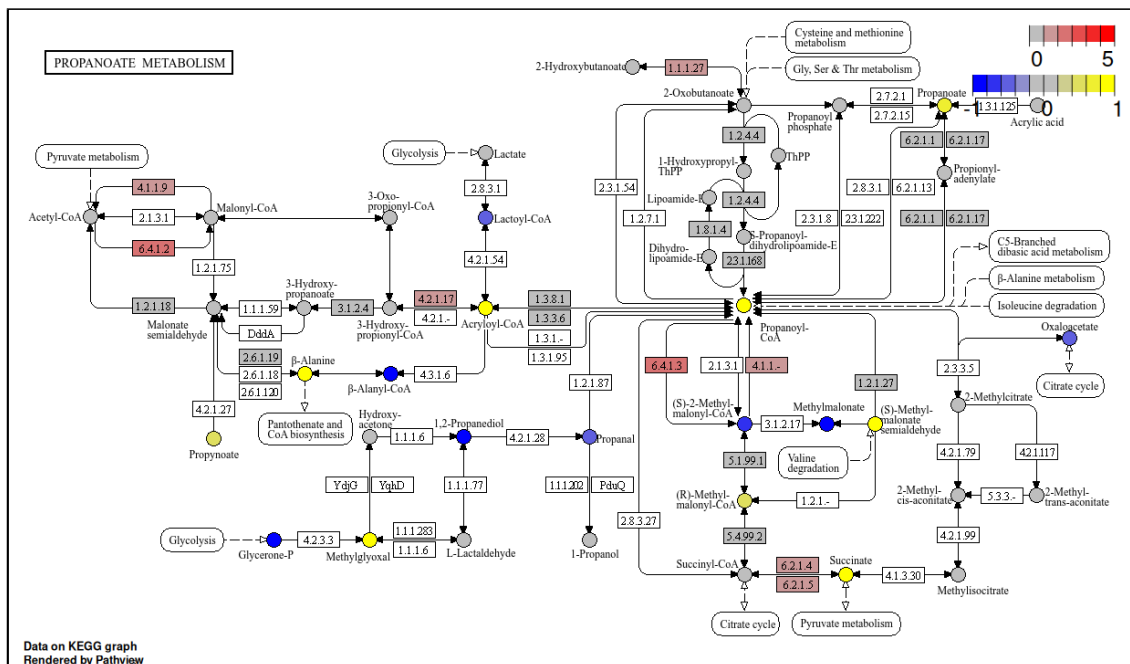 PROPANOATE METABOLISM
Cysteine and methionine
metabolism
Gly, Ser & Thr metabolism
0 5
-1 0 1
2-Hydroxybutanoate
1.1.1.27
2-Oxobutanoate
2.7.2.1
2.7.2.15
Propanoyl
phosphate
Propanoate
1.3.1.125
Acrylic acid
Pyruvate metabolism
Glycolysis
Lactate
1.2.4.4
ThPP
1-Hydroxypropyl-
ThPP
6.2.1.1
6.2.1.17
Propionyl-
adenylate
4.1.1.9
Acetyl-CoA
2.1.3.1
Malonyl-CoA
6.4.1.2
3-Oxo-
propionyl-CoA
2.8.3.1
Lactoyl-CoA
4.2.1.54
2.3.1.54
1.2.7.1
Lipoamide-E
1.2.4.4
1.8.1.4
S-Propanoyl-
dihydrolipoamide-E
Dihydro-
lipoamide-E
2.3.1.168
2.8.3.1
6.2.1.13
2.3.1.8
2.3.1.222
6.2.1.1
6.2.1.17
C5-Branched
dibasic acid metabolism
β-Alanine metabolism
Isoleucine degradation
1.2.1.75
1.2.1.18
Malonate
semialdehyde
1.1.1.59
DddA
3-Hydroxy-
propanoate
3.1.2.4
3-Hydroxy-
propionyl-CoA
4.2.1.17
4.2.1.-
Acryloyl-CoA
1.3.8.1
1.3.3.6
1.3.1.-
1.3.1.95
Propanoyl-
CoA
Oxaloacetate
Citrate cycle
2.6.1.19
2.6.1.18
2.6.1.120
β-Alanine
β-Alanyl-CoA
4.3.1.6
1.2.1.87
6.4.1.3
2.1.3.1
4.1.1.-
1.2.1.27
2.3.3.5
4.2.1.27
Propynoate
Pantothenate and
CoA biosynthesis
Hydroxy-
acetone
1.1.1.6
1,2-Propanediol
4.2.1.28
Propanal
(S)-2-Methyl-
malonyl-CoA
3.1.2.17
Methylmalonate
(S)-Methyl-
malonate
semialdehyde
2-Methylcitrate
Valine
degradation
5.1.99.1
4.2.1.79
4.2.1.117
YdjG
YqhD
1.1.1.77
1.1.1.202
PduQ
(R)-Methyl-
malonyl-CoA
1.2.1.-
2-Methyl-
cis-aconitate
5.3.3.-
2-Methyl-
trans-aconitate
2.8.3.27
Glycolysis
Glycerone-P
4.2.3.3
Methylglyoxal
1.1.1.283
1.1.1.6
L-Lactaldehyde
1-Propanol
5.4.99.2
4.2.1.99
Succinyl-CoA
6.2.1.4
6.2.1.5
Succinate
4.1.3.30
Methylisocitrate
Citrate cycle
Pyruvate metabolism
Data on KEGG graph
Rendered by Pathview